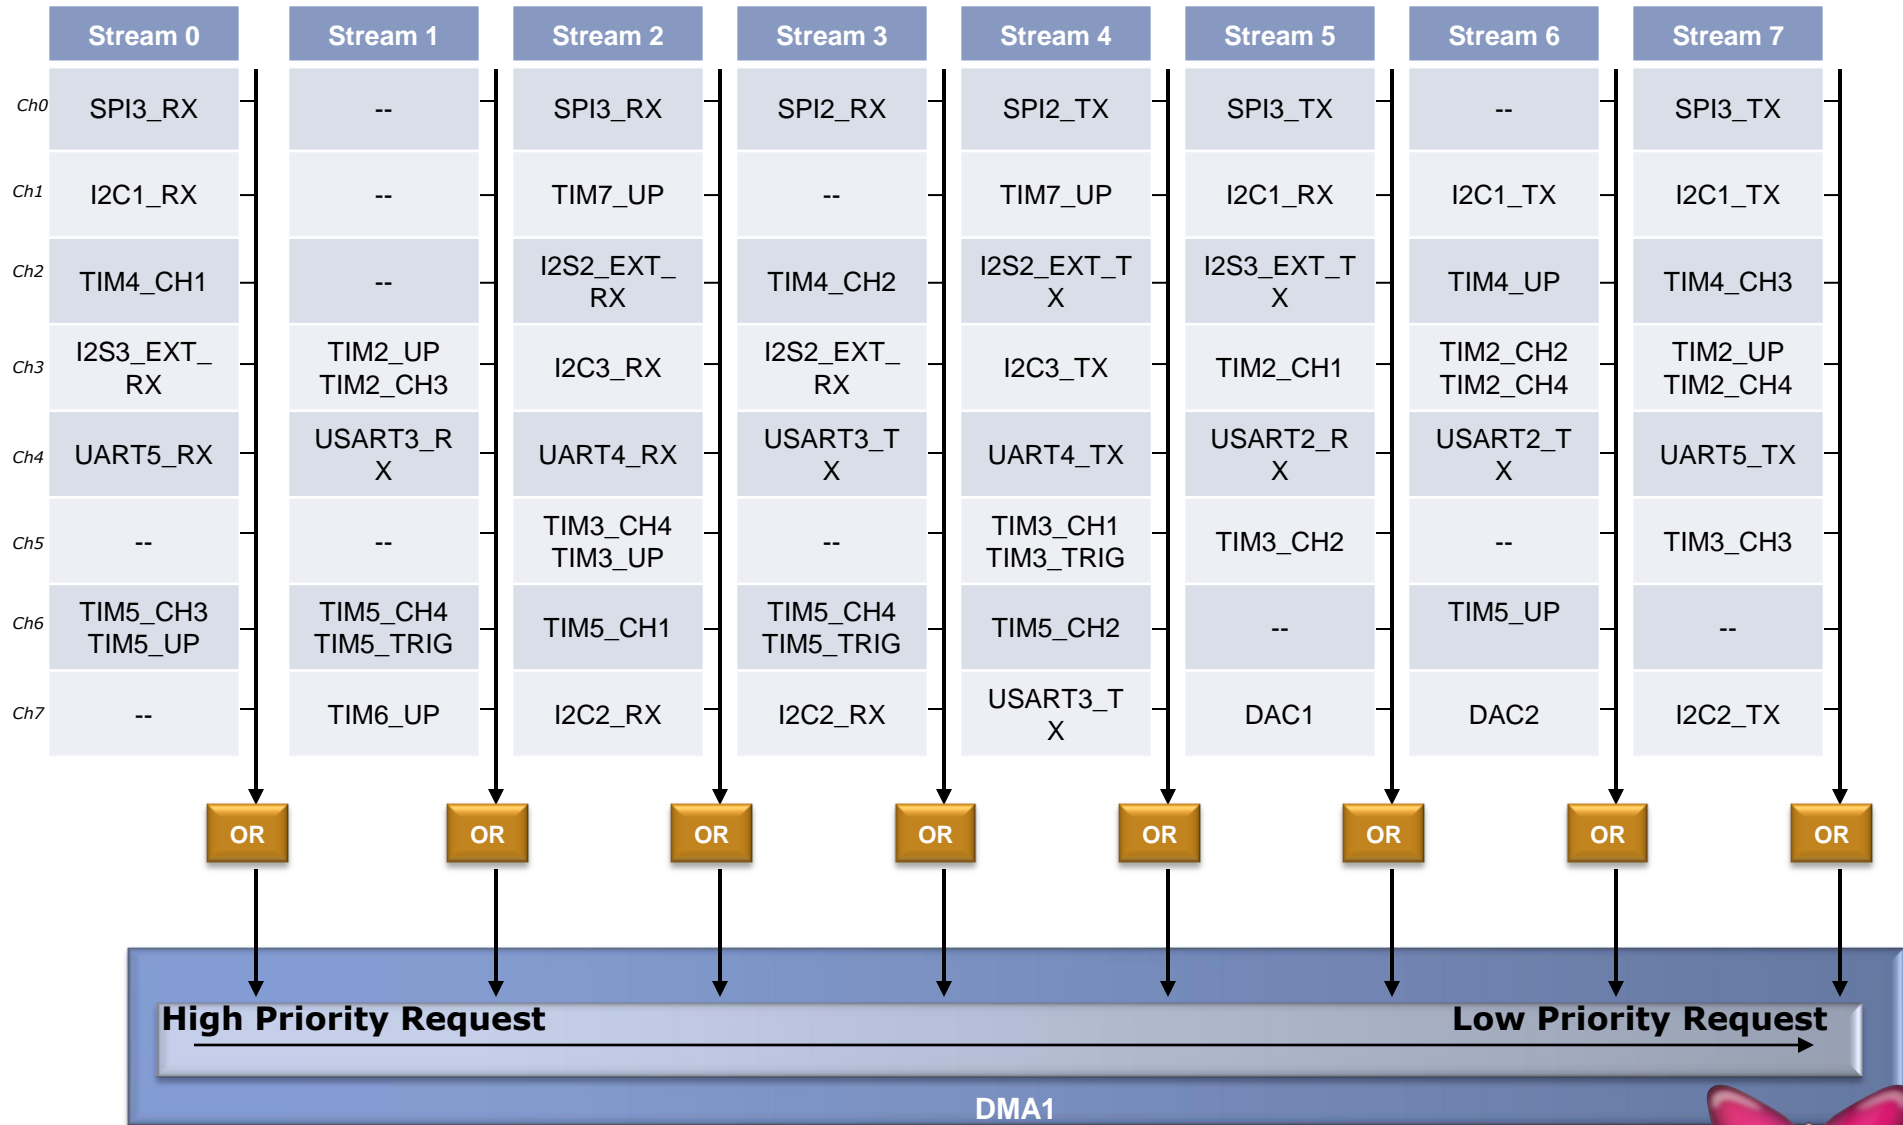 Stream 0
Stream 1
Stream 2
Stream 3
Stream 4
Stream 5
Stream 6
Stream 7
Ch0
SPI3_RX
--
SPI3_RX
SPI2_RX
SPI2_TX
SPI3_TX
--
SPI3_TX
Ch1
I2C1_RX
--
TIM7_UP
--
TIM7_UP
I2C1_RX
I2C1_TX
I2C1_TX
Ch2
TIM4_CH1
--
I2S2_EXT_
RX
TIM4_CH2
I2S2_EXT_T
X
I2S3_EXT_T
X
TIM4_UP
TIM4_CH3
Ch3
I2S3_EXT_
RX
TIM2_UP
TIM2_CH3
I2C3_RX
I2S2_EXT_
RX
I2C3_TX
TIM2_CH1
TIM2_CH2
TIM2_CH4
TIM2_UP
TIM2_CH4
Ch4
UART5_RX
USART3_R
X
UART4_RX
USART3_T
X
UART4_TX
USART2_R
X
USART2_T
X
UART5_TX
Ch5
--
--
TIM3_CH4
TIM3_UP
--
TIM3_CH1
TIM3_TRIG
TIM3_CH2
--
TIM3_CH3
Ch6
TIM5_CH3
TIM5_UP
TIM5_CH4
TIM5_TRIG
TIM5_CH1
TIM5_CH4
TIM5_TRIG
TIM5_CH2
--
TIM5_UP
--
Ch7
--
TIM6_UP
I2C2_RX
I2C2_RX
USART3_T
X
DAC1
DAC2
I2C2_TX
OR
OR
OR
OR
OR
OR
OR
OR
High Priority Request
Low Priority Request
DMA1